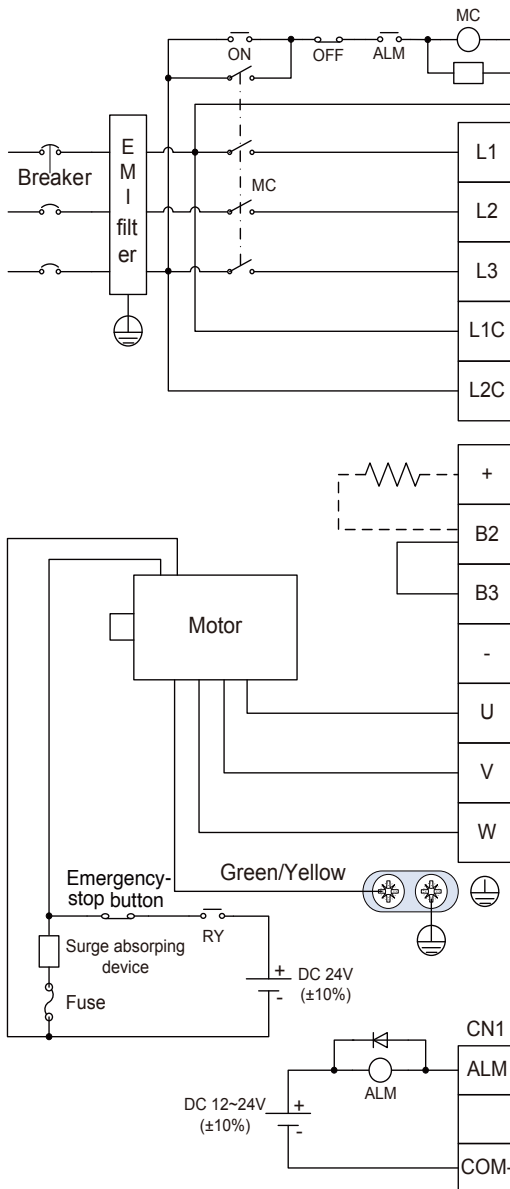 MC
ON
OFF
ALM
E
M
I
filt
er
Breaker
MC
L1
L2
L3
L1C
L2C
+
B2
B3
-
Motor
U
V
W
Green/Yellow
Emergency-
stop button
RY
Surge absorping
device
Fuse
+
-
DC 24V
(±10%)
CN1
ALM
ALM
DC 12~24V
(±10%)
+
-
COM-